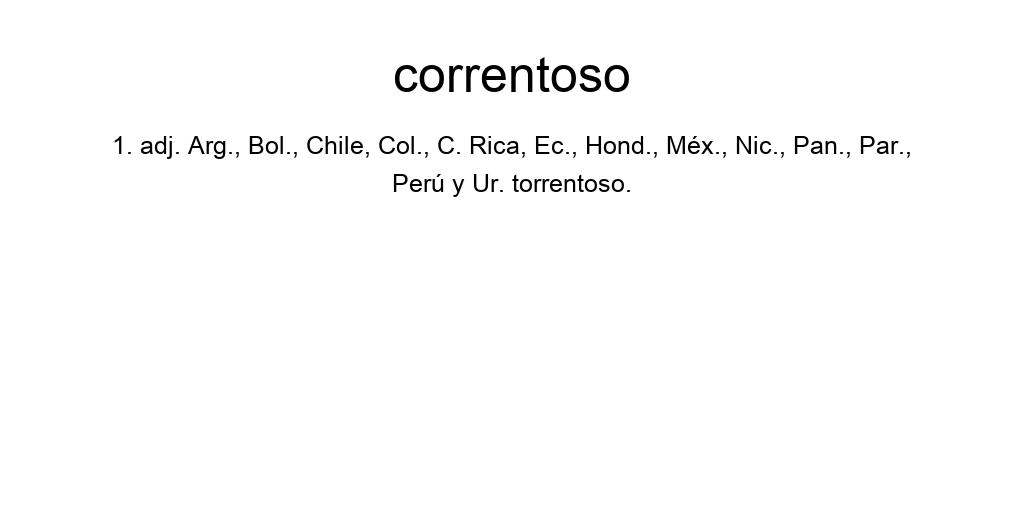 correntoso
1. adj. Arg., Bol., Chile, Col., C. Rica, Ec., Hond., Méx., Nic., Pan., Par.,
Perú y Ur. torrentoso.